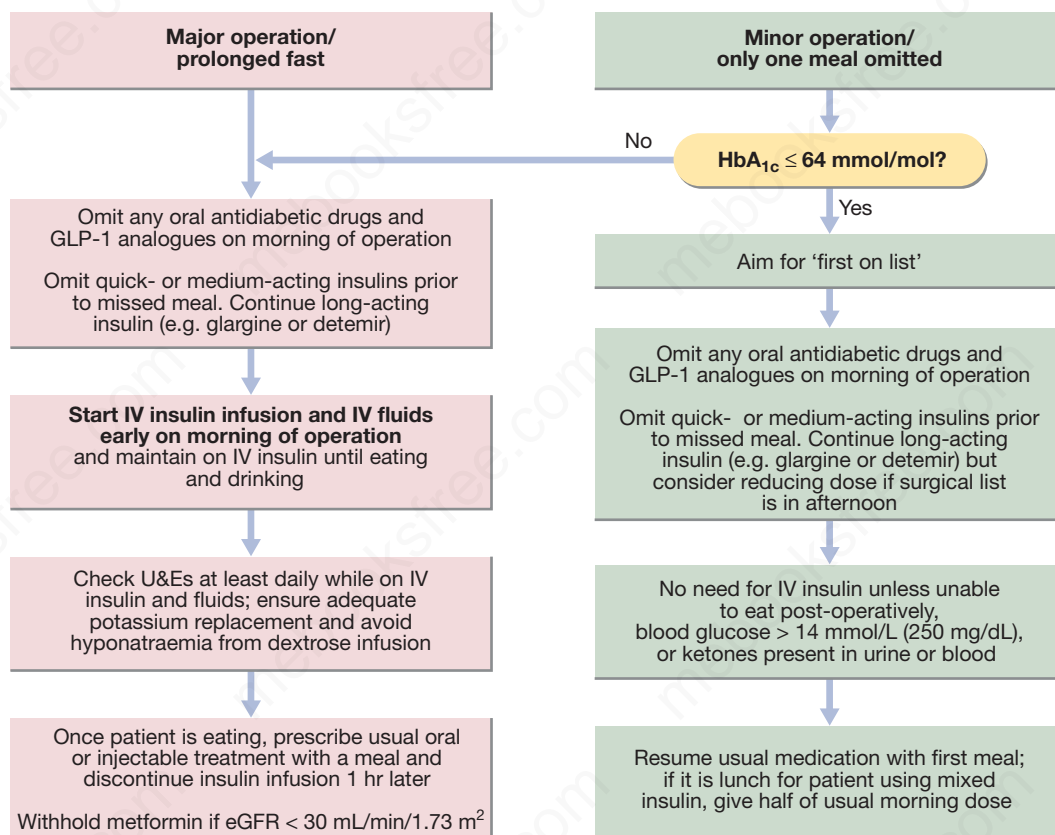 Major operation/
prolonged fast
Minor operation/
only one meal omitted
No
HbA1c ≤ 64 mmol/mol?
Yes
Omit any oral antidiabetic drugs and
GLP-1 analogues on morning of operation
Omit quick- or medium-acting insulins prior
to missed meal. Continue long-acting
insulin (e.g. glargine or detemir)
Aim for ‘first on list’
Omit any oral antidiabetic drugs and
GLP-1 analogues on morning of operation
Omit quick- or medium-acting insulins prior
to missed meal. Continue long-acting
insulin (e.g. glargine or detemir) but
consider reducing dose if surgical list
is in afternoon
Start IV insulin infusion and IV fluids
early on morning of operation
and maintain on IV insulin until eating
and drinking
Check U&Es at least daily while on IV
insulin and fluids; ensure adequate
potassium replacement and avoid
hyponatraemia from dextrose infusion
No need for IV insulin unless unable
to eat post-operatively,
blood glucose > 14 mmol/L (250 mg/dL),
or ketones present in urine or blood
Once patient is eating, prescribe usual oral
or injectable treatment with a meal and
discontinue insulin infusion 1 hr later
Withhold metformin if eGFR < 30 mL/min/1.73 m²
Resume usual medication with first meal;
if it is lunch for patient using mixed
insulin, give half of usual morning dose
mebooksfree.com